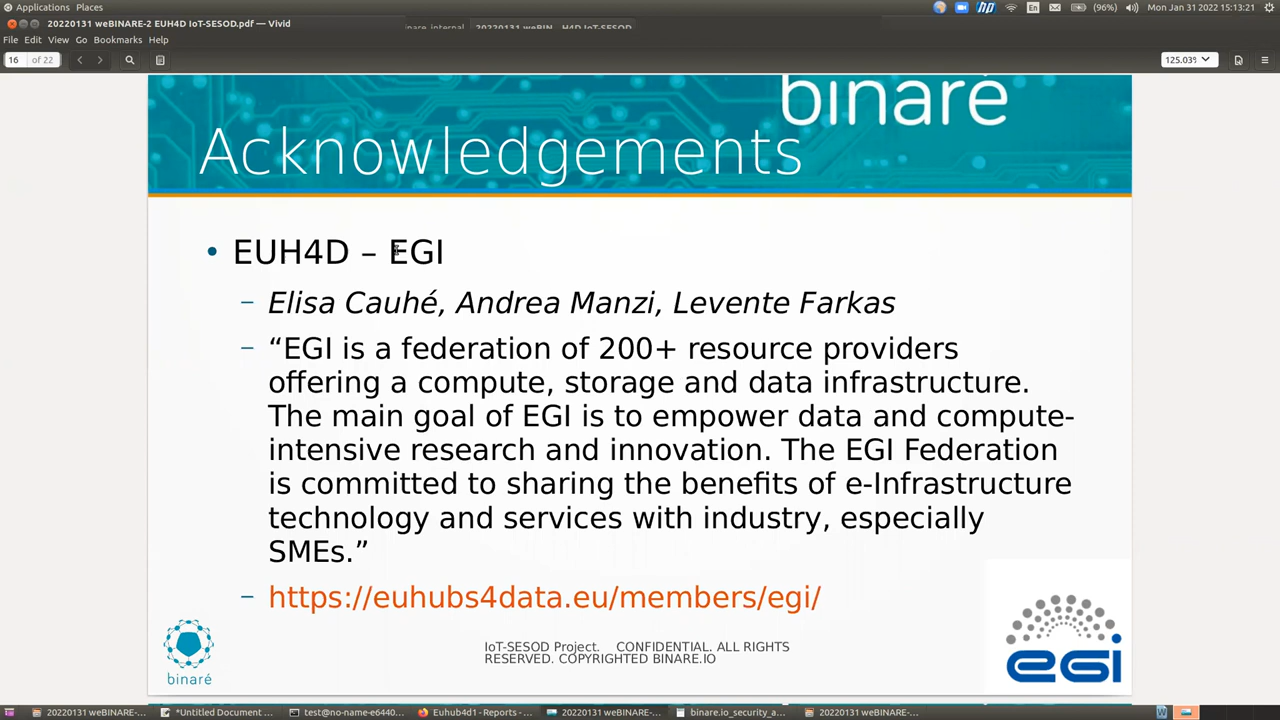 Applications Places
En
(96%)
Mon Jan 31 2022 15:13:21
20220131 weBINARE-2 EUH4D IoT-SESOD.pdf — Vivid
File Edit View Go Bookmarks Help
16 of 22
125.03%
binaré
Acknowledgements
• EUH4D – EGI
– Elisa Cauhé, Andrea Manzi, Levente Farkas
– “EGI is a federation of 200+ resource providers
offering a compute, storage and data infrastructure.
The main goal of EGI is to empower data and compute-
intensive research and innovation. The EGI Federation
is committed to sharing the benefits of e-Infrastructure
technology and services with industry, especially
SMEs.”
– https://euhubs4data.eu/members/egi/
binaré
IoT-SESOD Project. CONFIDENTIAL. ALL RIGHTS
RESERVED. COPYRIGHTED BINARE.IO
egi
20220131 weBINARE-...
*Untitled Document ...
test@no-name-e6440...
Euhub4d1 - Reports - ...
20220131 weBINARE-...
binare.io_security_a...
20220131 weBINARE-...